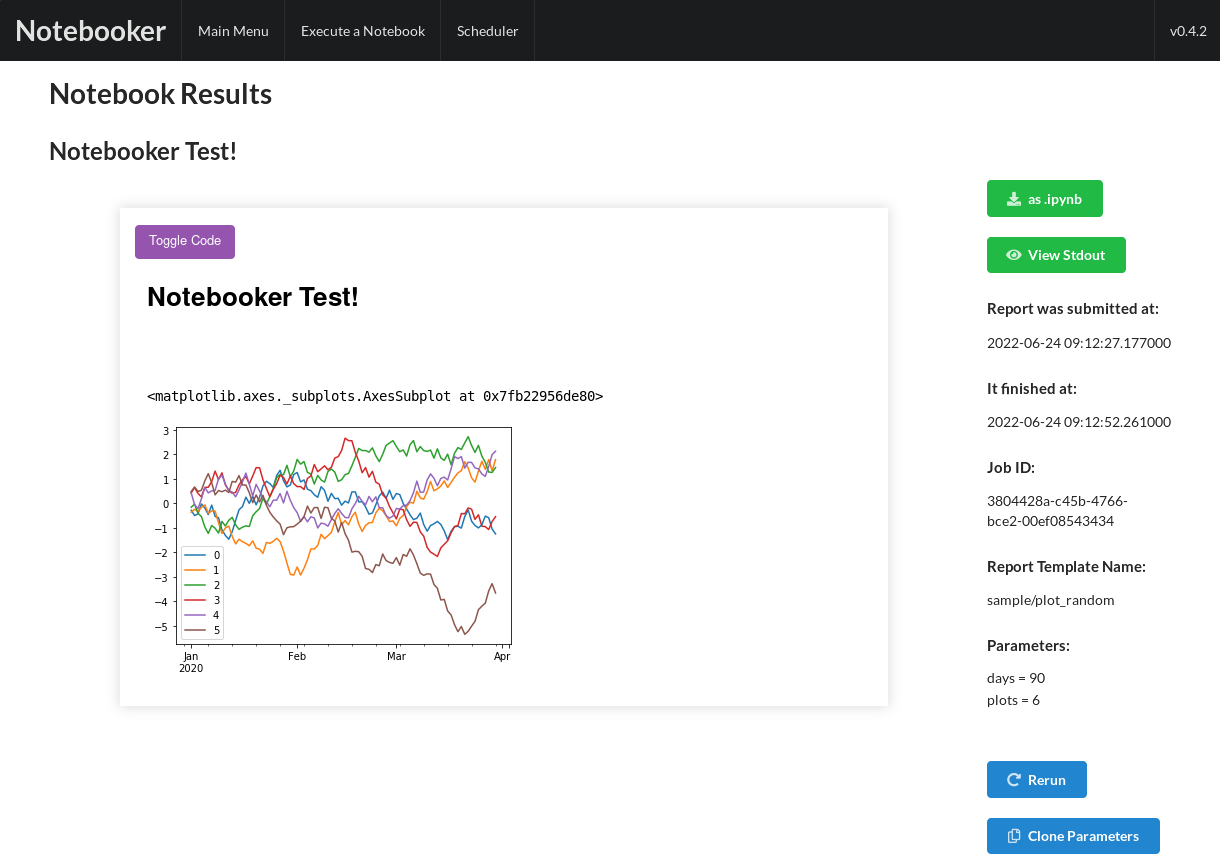 Notebooker Main Menu Execute a Notebook Scheduler v0.4.2
Notebook Results
Notebooker Test!
Toggle Code
Notebooker Test!
<matplotlib.axes._subplots.AxesSubplot at 0x7fb22956de80>
3
2
1
0
−1
−2
−3
−4
−5
0
1
2
3
4
5
Jan Feb Mar Apr
2020
as .ipynb
View Stdout
Report was submitted at:
2022-06-24 09:12:27.177000
It finished at:
2022-06-24 09:12:52.261000
Job ID:
3804428a-c45b-4766-
bce2-00ef08543434
Report Template Name:
sample/plot_random
Parameters:
days = 90
plots = 6
Rerun
Clone Parameters